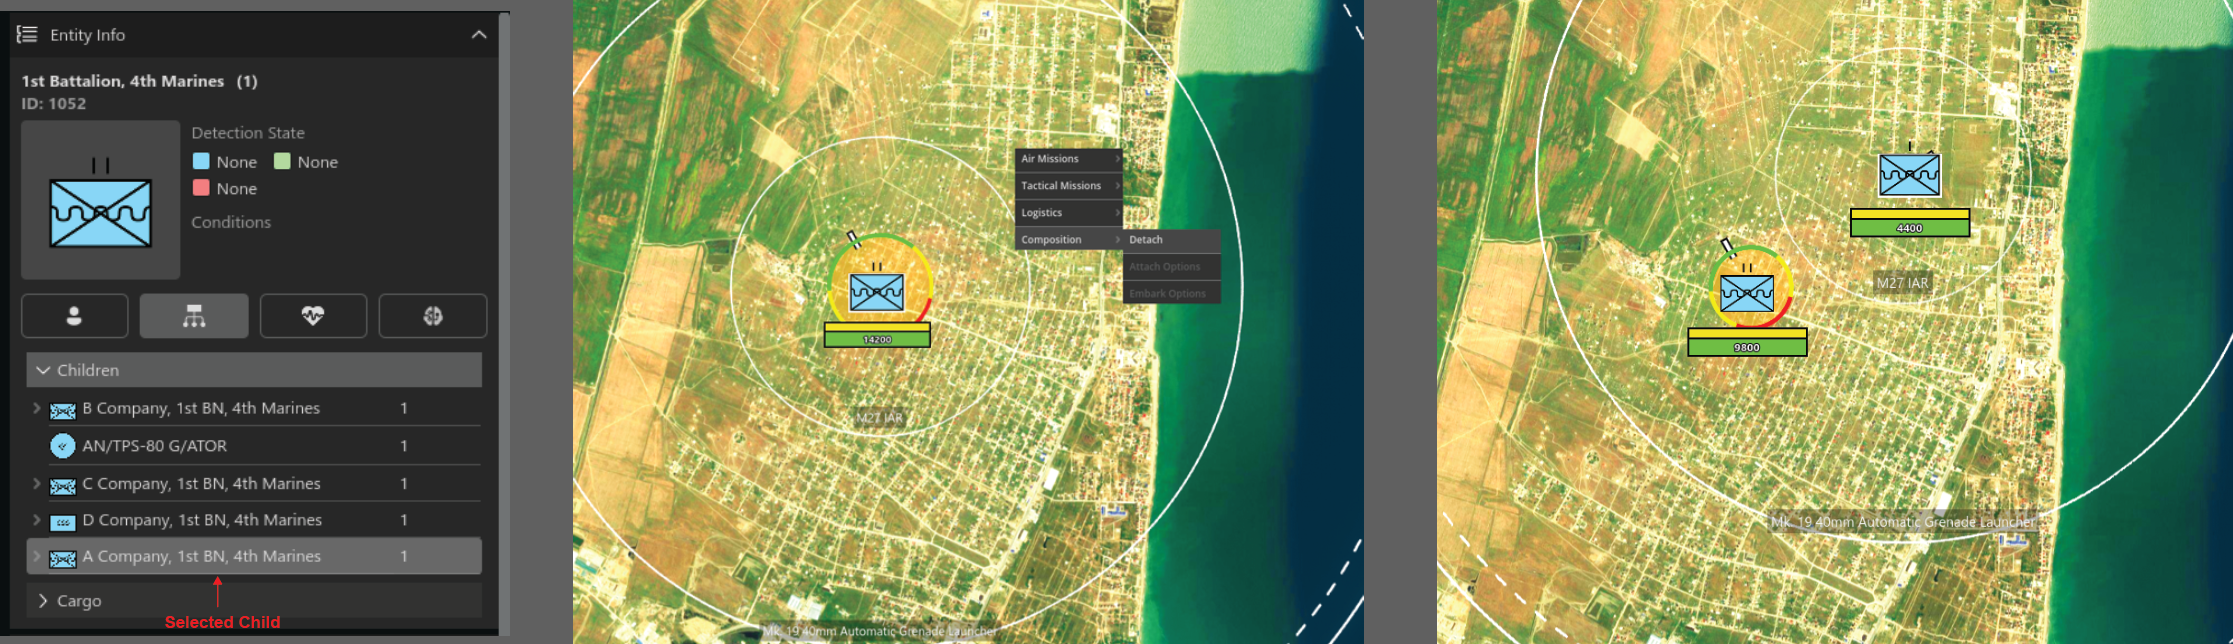 Entity Info
1st Battalion, 4th Marines (1)
ID: 1052
Detection State
None None
None
Conditions
Children
B Company, 1st BN, 4th Marines 1
AN/TPS-80 G/ATOR 1
C Company, 1st BN, 4th Marines 1
D Company, 1st BN, 4th Marines 1
A Company, 1st BN, 4th Marines 1
Cargo
Selected Child
Air Missions
Tactical Missions
Logistics
Composition
Detach
Attach Options
Embark Options
14200
M27 IAR
Mk. 19 40mm Automatic Grenade Launcher
4400
M27 IAR
9800
Mk. 19 40mm Automatic Grenade Launcher